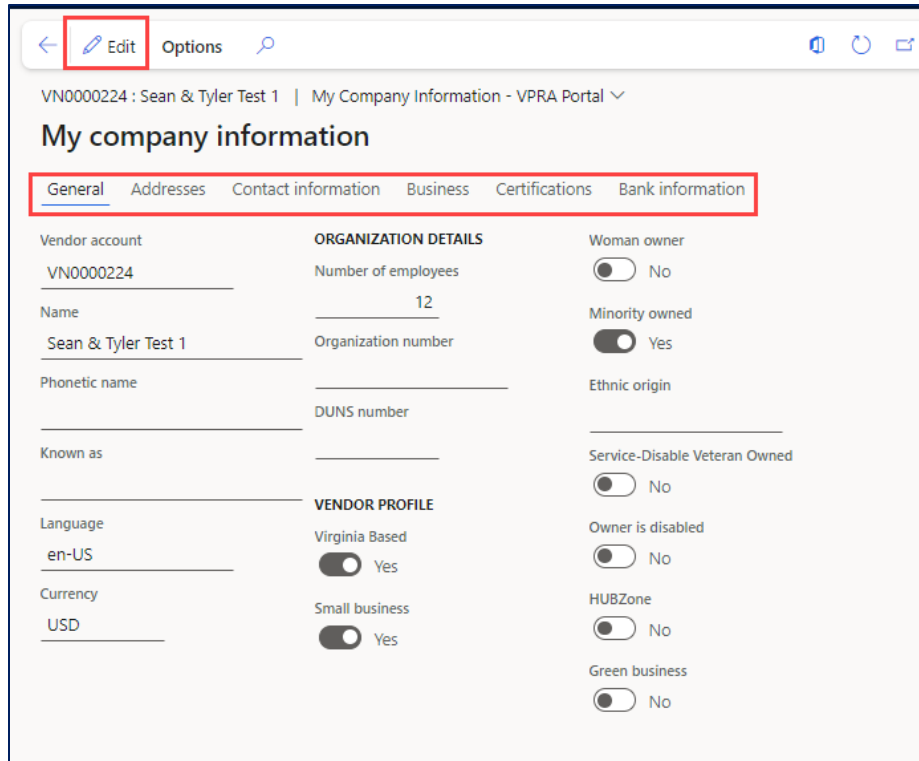 Edit Options
VN0000224 : Sean & Tyler Test 1 | My Company Information - VPRA Portal
My company information
General Addresses Contact information Business Certifications Bank information
Vendor account
VN0000224
Name
Sean & Tyler Test 1
Phonetic name
Known as
Language
en-US
Currency
USD
ORGANIZATION DETAILS
Number of employees
12
Organization number
DUNS number
VENDOR PROFILE
Virginia Based
Yes
Small business
Yes
Woman owner
No
Minority owned
Yes
Ethnic origin
Service-Disable Veteran Owned
No
Owner is disabled
No
HUBZone
No
Green business
No